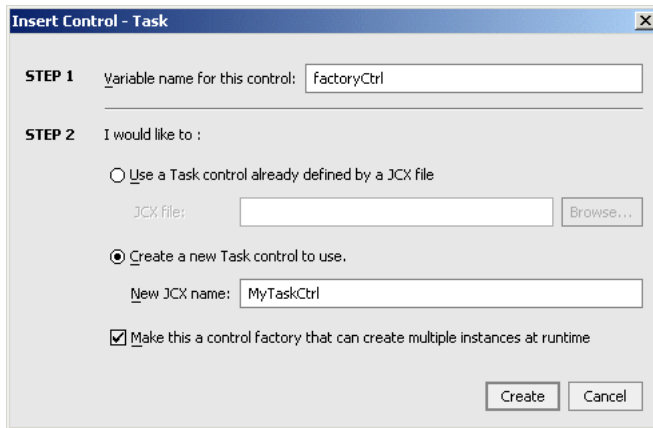 Insert Control - Task
STEP 1 Variable name for this control: factoryCtrl
STEP 2 I would like to :
Use a Task control already defined by a JCX file
JCX file: Browse...
Create a new Task control to use.
New JCX name: MyTaskCtrl
Make this a control factory that can create multiple instances at runtime
Create Cancel